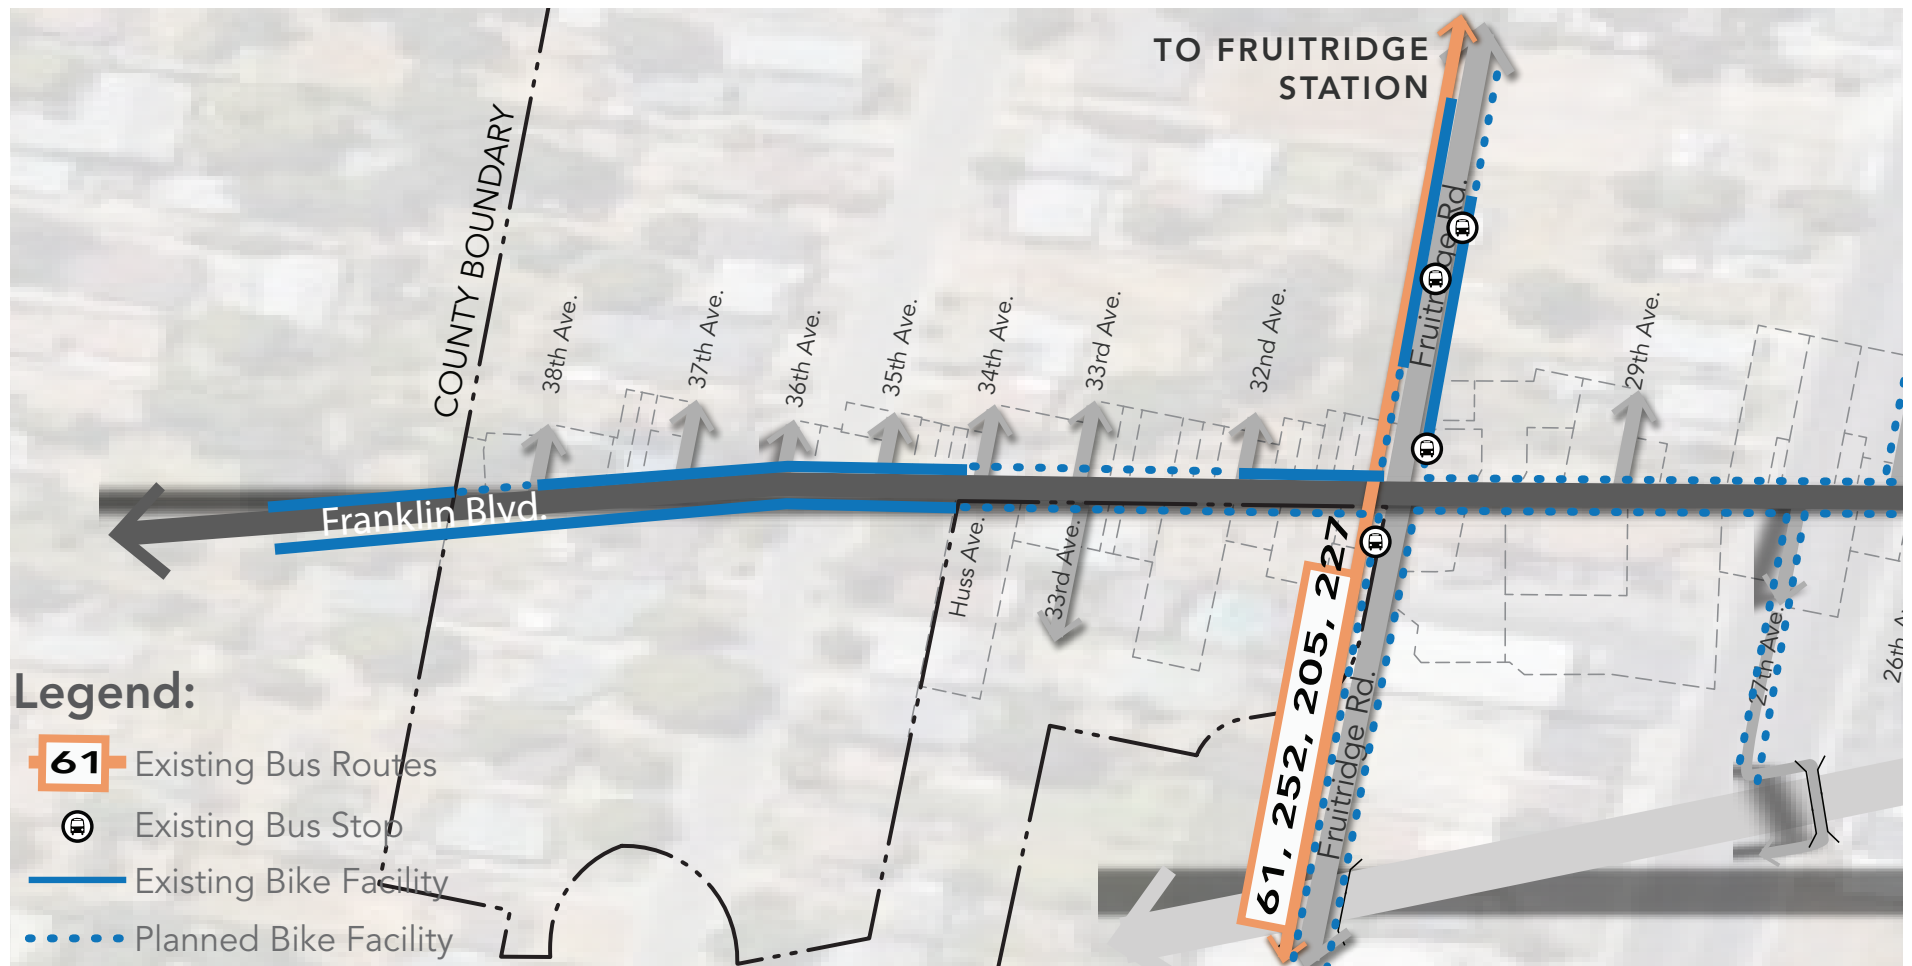 TO FRUITRIDGE
STATION
COUNTY BOUNDARY
38th Ave.
37th Ave.
36th Ave.
35th Ave.
34th Ave.
33rd Ave.
32nd Ave.
Fruitridge Rd.
29th Ave.
Franklin Blvd.
Huss Ave.
33rd Ave.
61, 252, 205, 227
Fruitridge Rd.
27th Ave.
26th A
Legend:
61 Existing Bus Routes
Existing Bus Stop
Existing Bike Facility
Planned Bike Facility